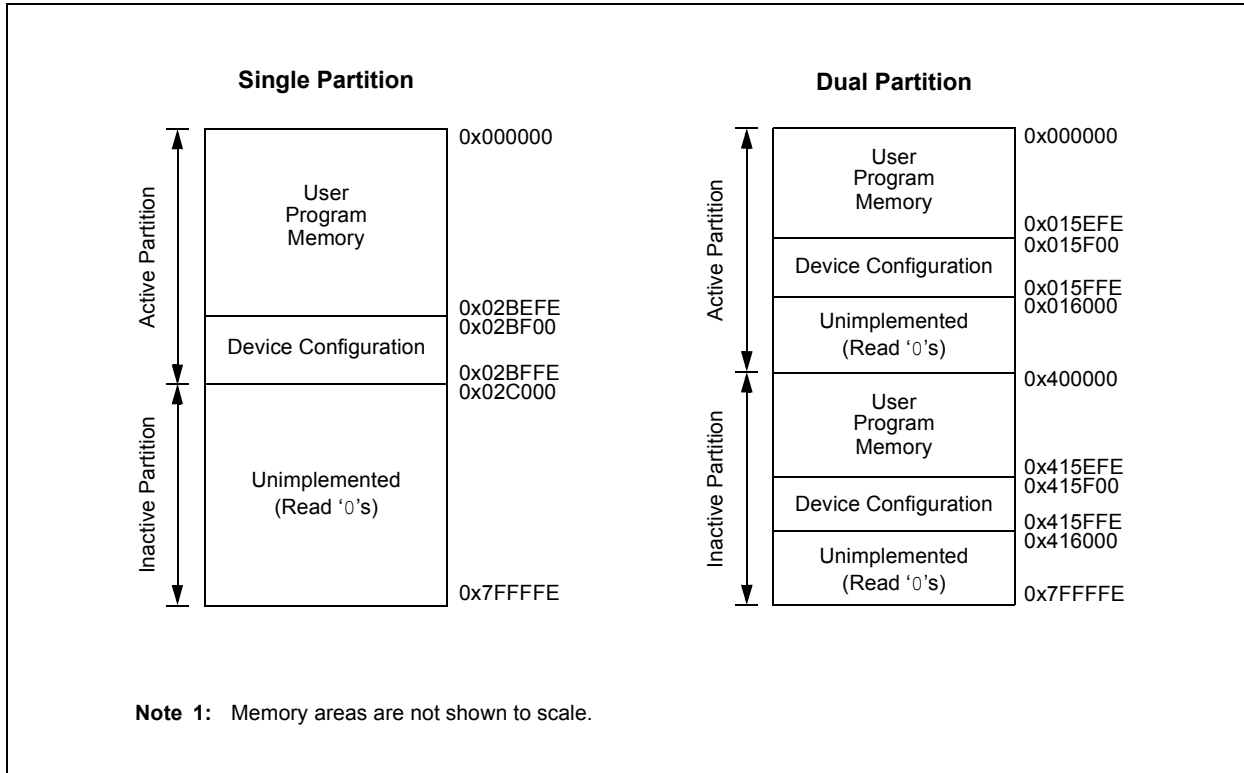 Single Partition
Active Partition
User
Program
Memory
0x000000
0x02BEFE
0x02BF00
Device Configuration
0x02BFFE
0x02C000
Inactive Partition
Unimplemented
(Read ‘0’s)
0x7FFFFE
Dual Partition
Active Partition
0x000000
User
Program
Memory
0x015EFE
0x015F00
Device Configuration
0x015FFE
0x016000
Unimplemented
(Read ‘0’s)
Inactive Partition
0x400000
User
Program
Memory
0x415EFE
0x415F00
Device Configuration
0x415FFE
0x416000
Unimplemented
(Read ‘0’s)
0x7FFFFE
Note 1: Memory areas are not shown to scale.